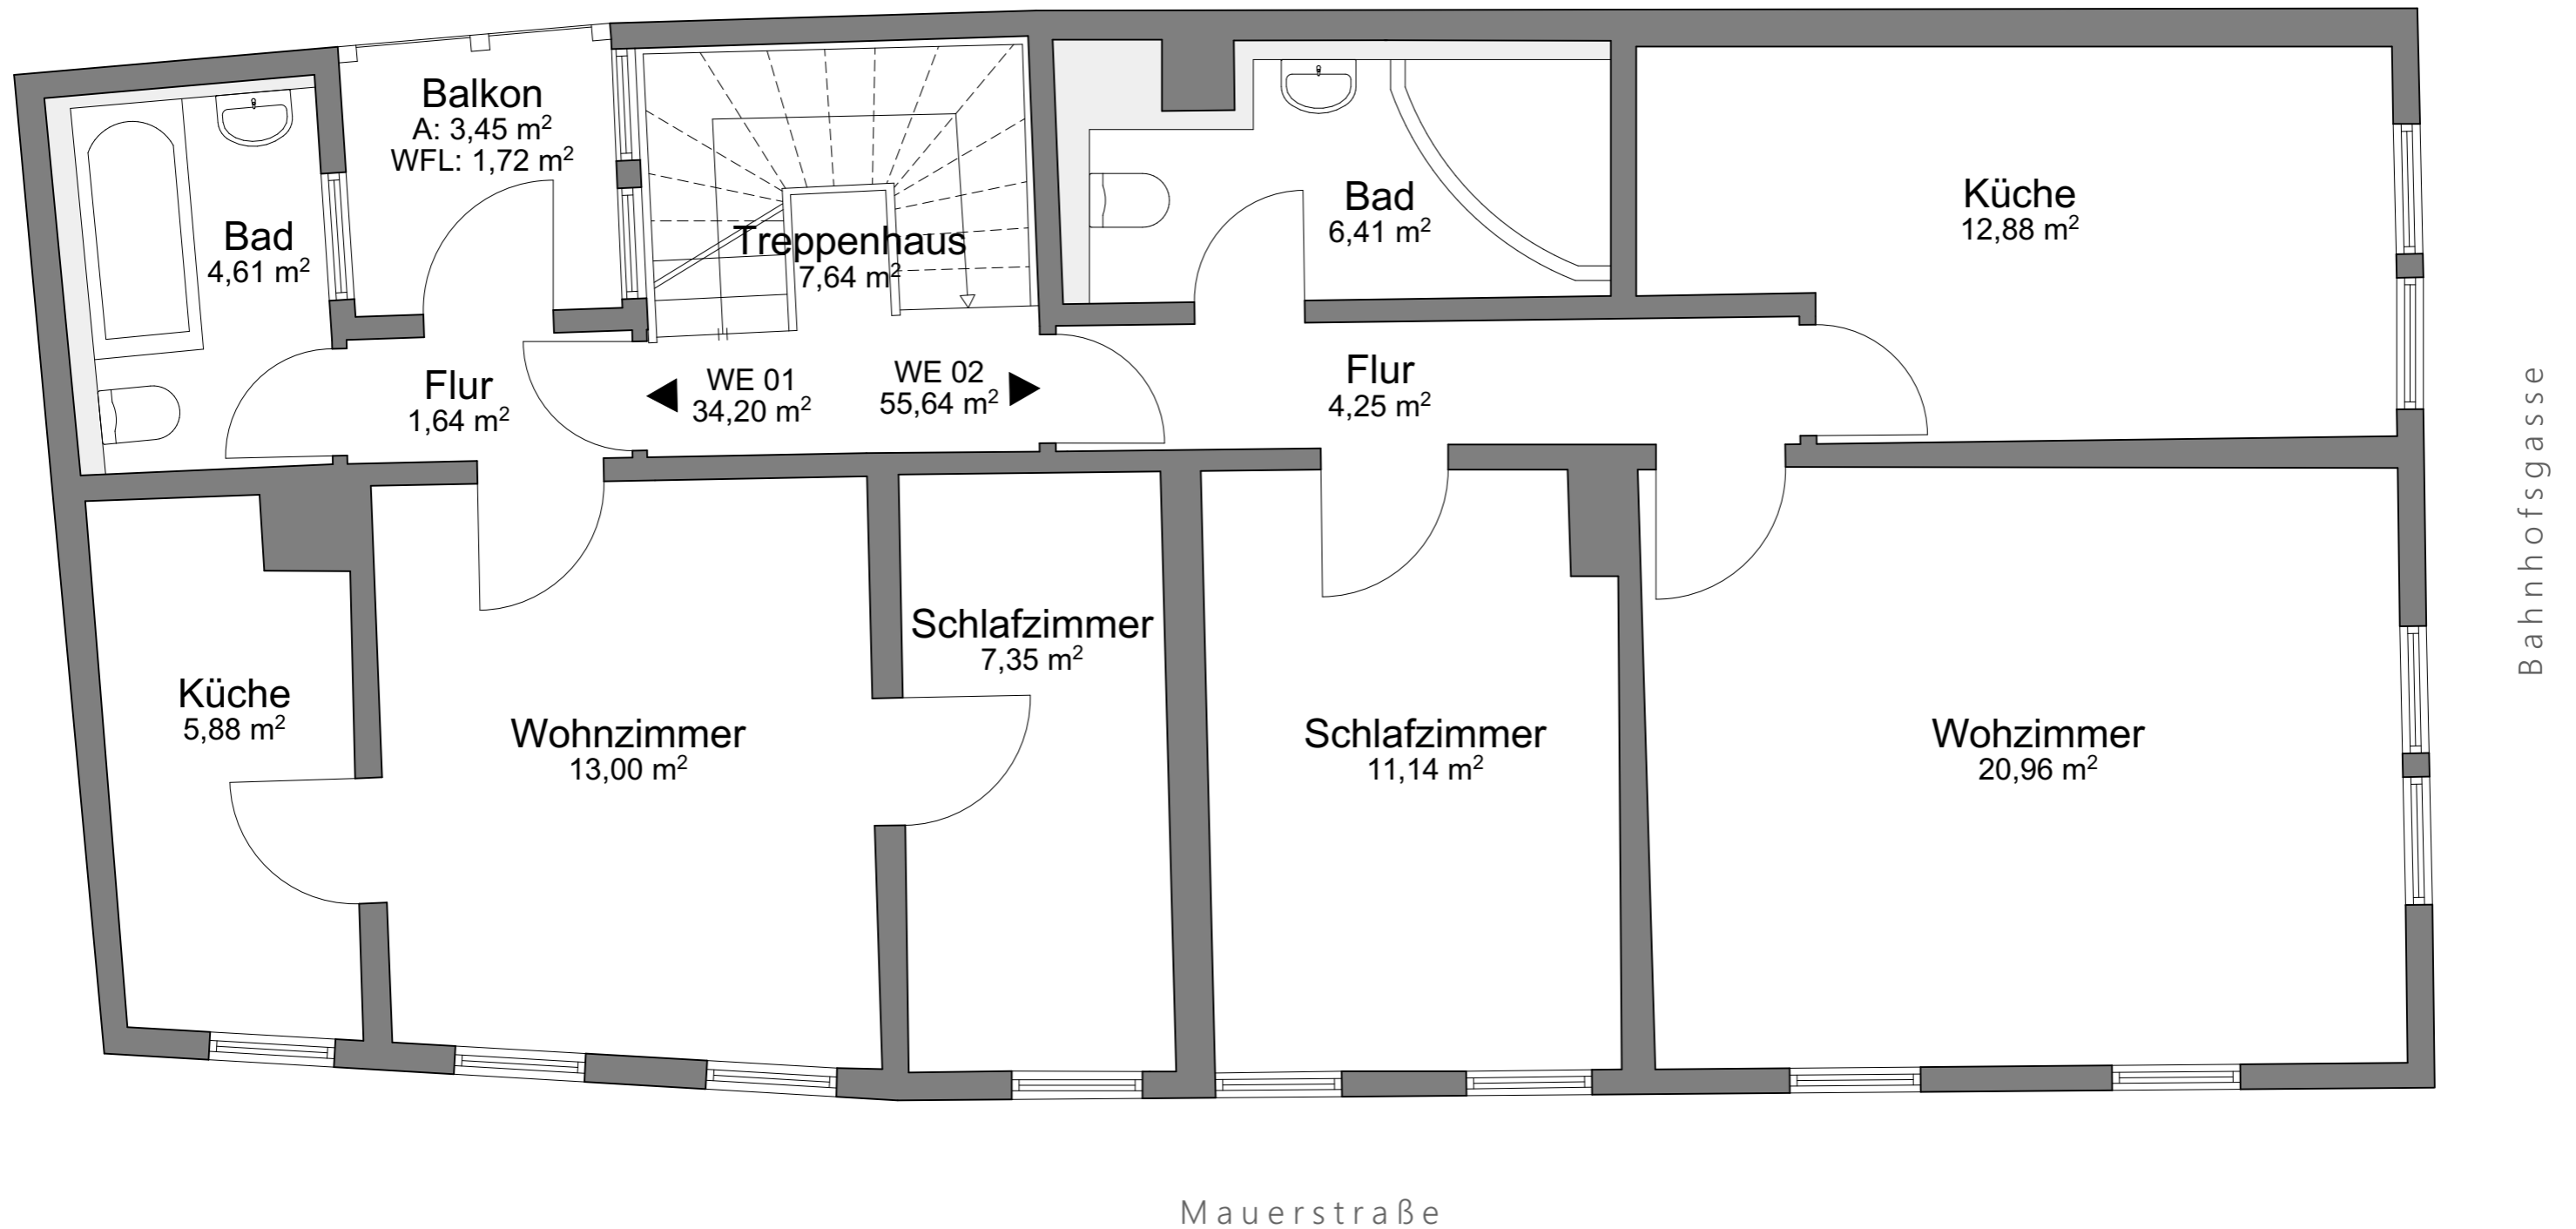 Balkon
A: 3,45 m²
WFL: 1,72 m²
Bad
4,61 m²
Treppenhaus
7,64 m²
Bad
6,41 m²
Küche
12,88 m²
Flur
1,64 m²
WE 01
34,20 m²
WE 02
55,64 m²
Flur
4,25 m²
Küche
5,88 m²
Wohnzimmer
13,00 m²
Schlafzimmer
7,35 m²
Schlafzimmer
11,14 m²
Wohzimmer
20,96 m²
Bahnhofsgasse
Mauerstraße